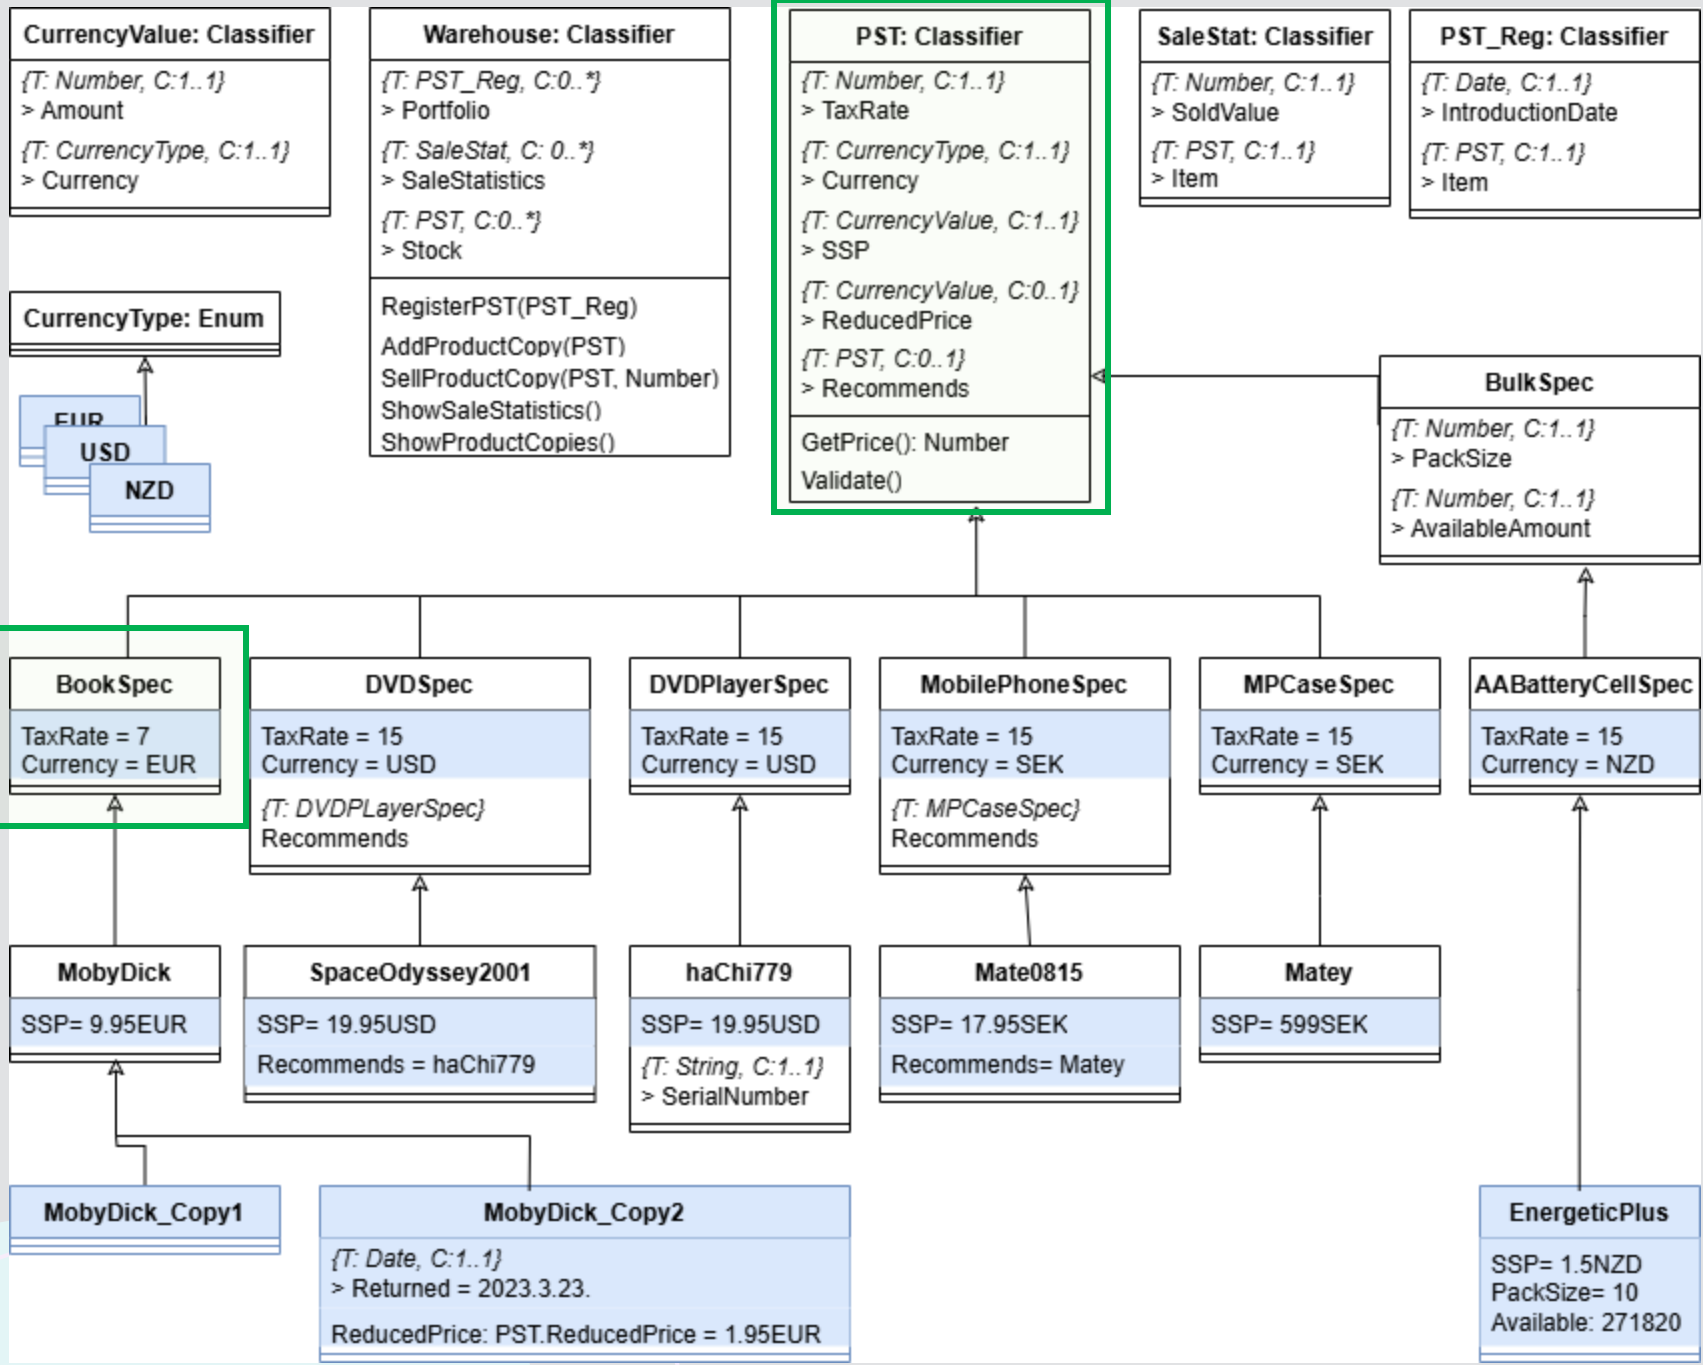 CurrencyValue: Classifier
{T: Number, C:1..1}
> Amount
{T: CurrencyType, C:1..1}
> Currency
Warehouse: Classifier
{T: PST_Reg, C:0..*}
> Portfolio
{T: SaleStat, C: 0..*}
> SaleStatistics
{T: PST, C:0..*}
> Stock
RegisterPST(PST_Reg)
AddProductCopy(PST)
SellProductCopy(PST, Number)
ShowSaleStatistics()
ShowProductCopies()
PST: Classifier
{T: Number, C:1..1}
> TaxRate
{T: CurrencyType, C:1..1}
> Currency
{T: CurrencyValue, C:1..1}
> SSP
{T: CurrencyValue, C:0..1}
> ReducedPrice
{T: PST, C:0..1}
> Recommends
GetPrice(): Number
Validate()
SaleStat: Classifier
{T: Number, C:1..1}
> SoldValue
{T: PST, C:1..1}
> Item
PST_Reg: Classifier
{T: Date, C:1..1}
> IntroductionDate
{T: PST, C:1..1}
> Item
CurrencyType: Enum
EUR
USD
NZD
BulkSpec
{T: Number, C:1..1}
> PackSize
{T: Number, C:1..1}
> AvailableAmount
BookSpec
TaxRate = 7
Currency = EUR
DVDSpec
TaxRate = 15
Currency = USD
{T: DVDPLayerSpec}
Recommends
DVDPlayerSpec
TaxRate = 15
Currency = USD
MobilePhoneSpec
TaxRate = 15
Currency = SEK
{T: MPCaseSpec}
Recommends
MPCaseSpec
TaxRate = 15
Currency = SEK
AABatteryCellSpec
TaxRate = 15
Currency = NZD
MobyDick
SSP= 9.95EUR
SpaceOdyssey2001
SSP= 19.95USD
Recommends = haChi779
haChi779
SSP= 19.95USD
{T: String, C:1..1}
> SerialNumber
Mate0815
SSP= 17.95SEK
Recommends= Matey
Matey
SSP= 599SEK
MobyDick_Copy1
MobyDick_Copy2
{T: Date, C:1..1}
> Returned = 2023.3.23.
ReducedPrice: PST.ReducedPrice = 1.95EUR
EnergeticPlus
SSP= 1.5NZD
PackSize= 10
Available: 271820